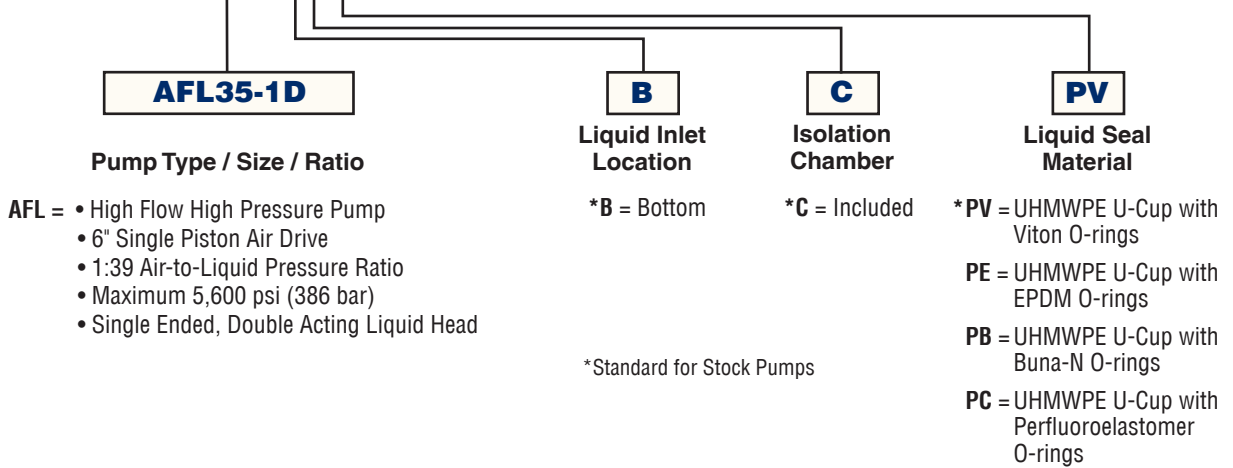 AFL35-1D
B
C
PV
Pump Type / Size / Ratio
Liquid Inlet
Location
Isolation
Chamber
Liquid Seal
Material
AFL = • High Flow High Pressure Pump
• 6" Single Piston Air Drive
• 1:39 Air-to-Liquid Pressure Ratio
• Maximum 5,600 psi (386 bar)
• Single Ended, Double Acting Liquid Head
*B = Bottom
*Standard for Stock Pumps
*C = Included
*PV = UHMWPE U-Cup with
Viton O-rings
PE = UHMWPE U-Cup with
EPDM O-rings
PB = UHMWPE U-Cup with
Buna-N O-rings
PC = UHMWPE U-Cup with
Perfluoroelastomer
O-rings